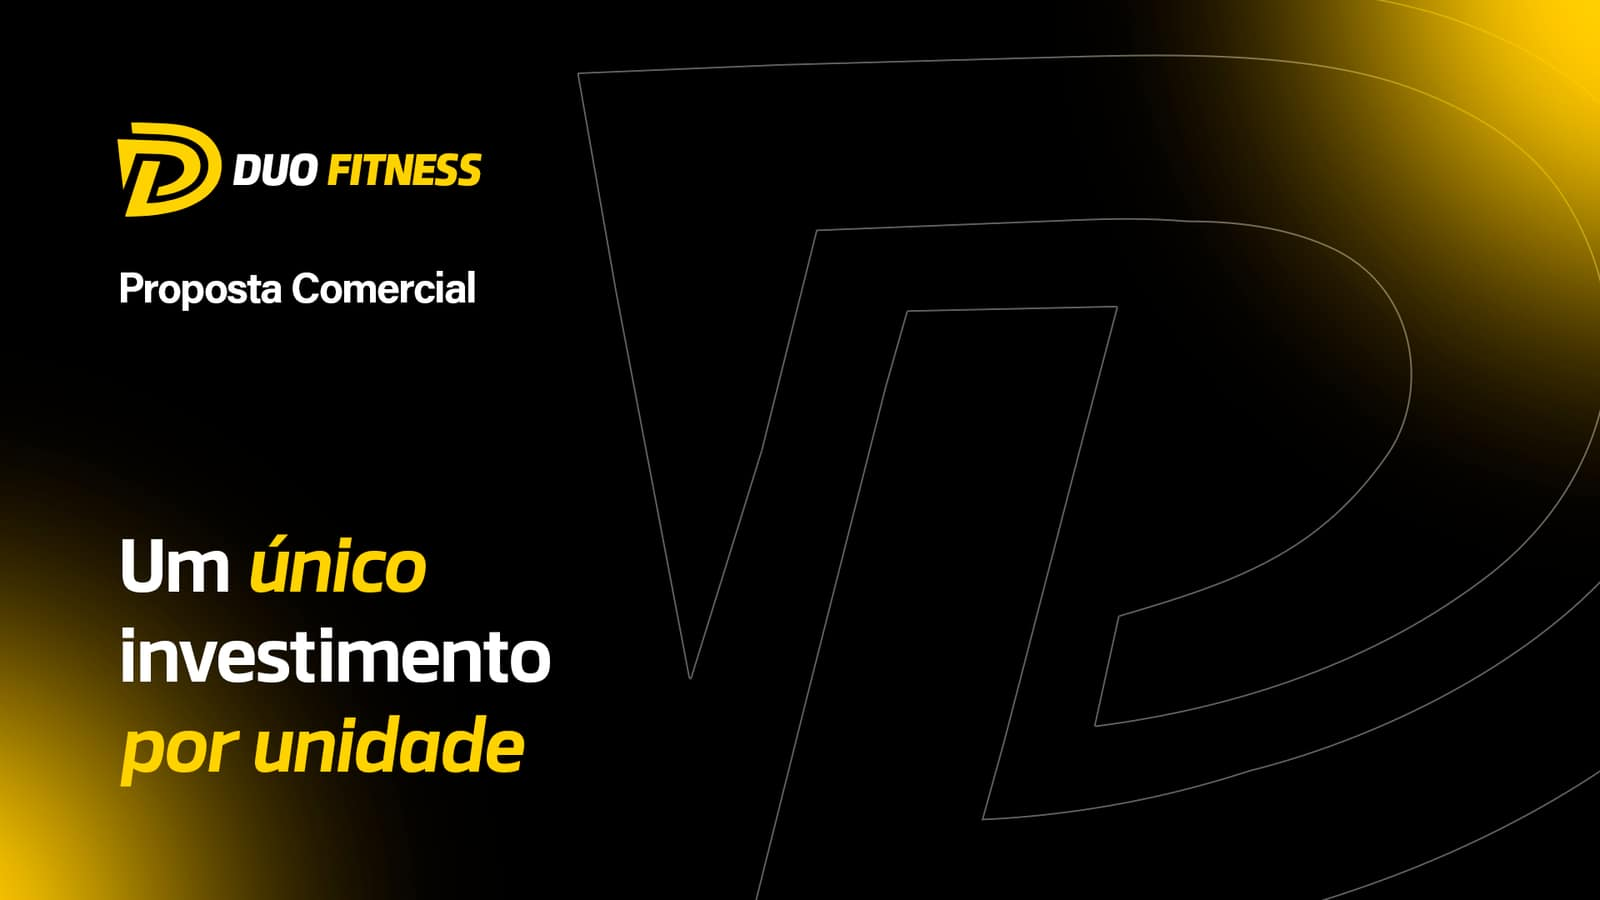 DUO FITNESS
Proposta Comercial
Um único
investimento
por unidade